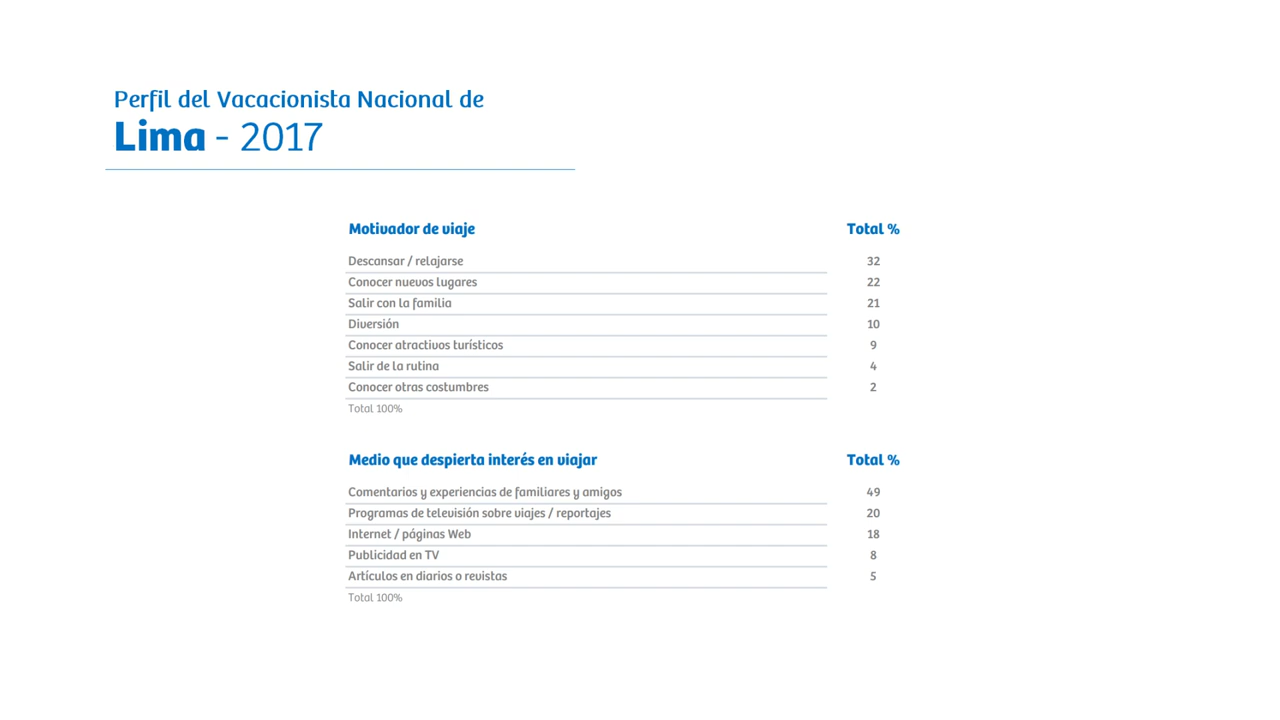 Perfil del Vacacionista Nacional de
Lima - 2017
Motivador de viaje Total %
Descansar / relajarse 32
Conocer nuevos lugares 22
Salir con la familia 21
Diversión 10
Conocer atractivos turísticos 9
Salir de la rutina 4
Conocer otras costumbres 2
Total 100%
Medio que despierta interés en viajar Total %
Comentarios y experiencias de familiares y amigos 49
Programas de televisión sobre viajes / reportajes 20
Internet / páginas Web 18
Publicidad en TV 8
Artículos en diarios o revistas 5
Total 100%